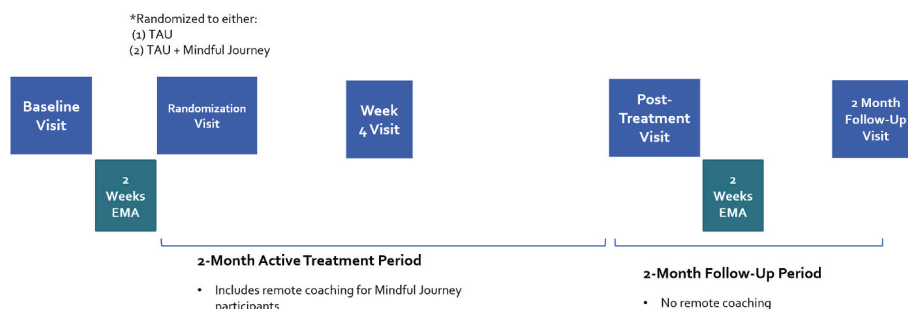 *Randomized to either:
(1) TAU
(2) TAU + Mindful Journey
Baseline
Visit
Randomization
Visit
Week
4 Visit
Post-
Treatment
Visit
2 Month
Follow-Up
Visit
2
Weeks
EMA
2
Weeks
EMA
2-Month Active Treatment Period
• Includes remote coaching for Mindful Journey
participants
2-Month Follow-Up Period
• No remote coaching